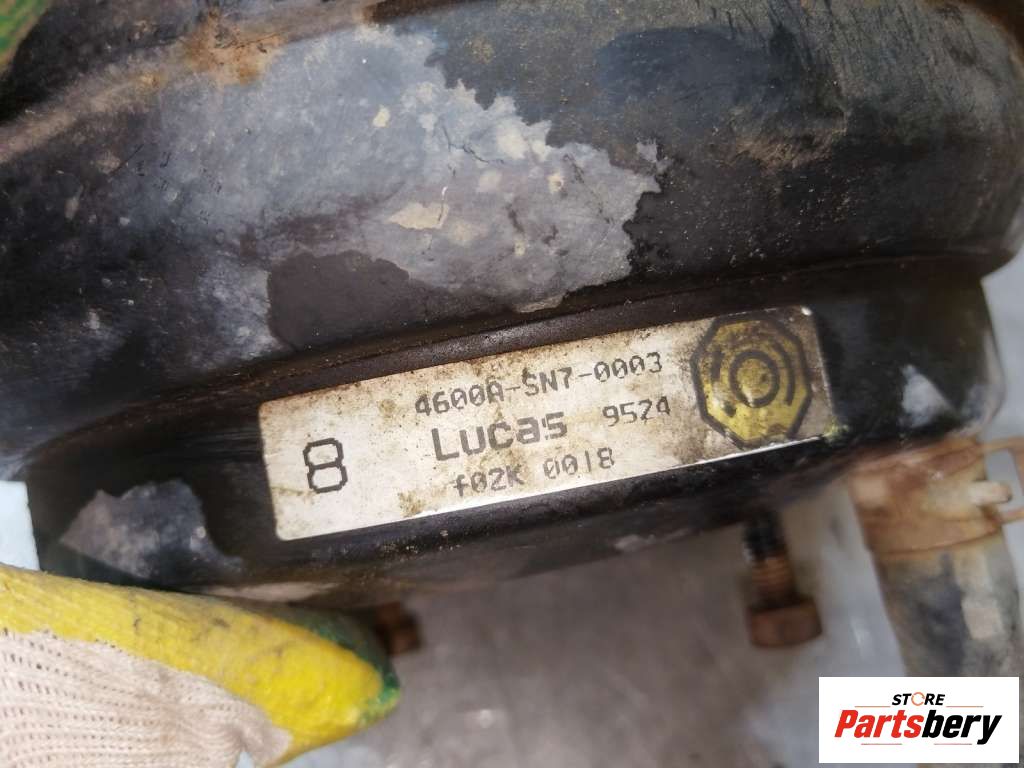 4600A-SN7-0003
8 Lucas 9524
f02K 0018
STORE
Partsbery